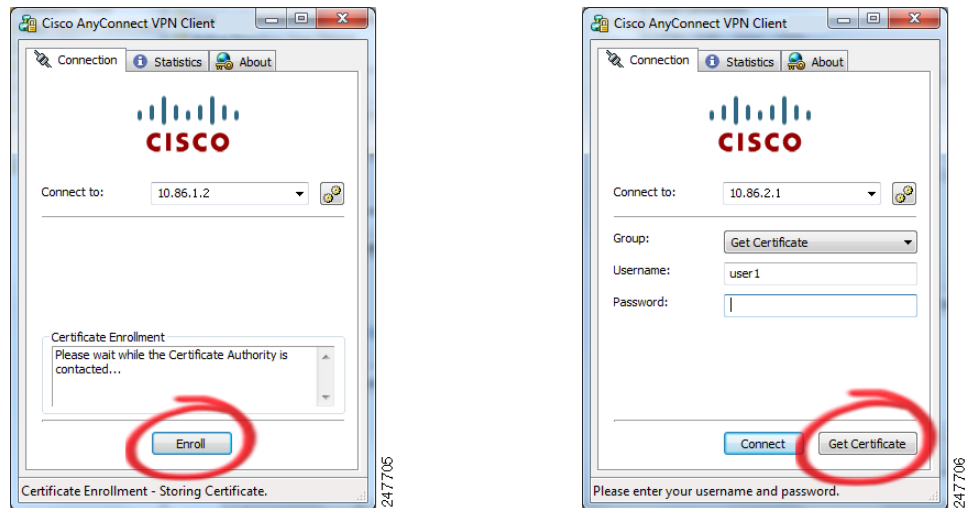 Cisco AnyConnect VPN Client
Connection Statistics About
CISCO
Connect to: 10.86.1.2
Certificate Enrollment
Please wait while the Certificate Authority is
contacted...
Enroll
Certificate Enrollment - Storing Certificate.
247705
Cisco AnyConnect VPN Client
Connection Statistics About
CISCO
Connect to: 10.86.2.1
Group: Get Certificate
Username: user1
Password:
Connect Get Certificate
Please enter your username and password.
247706